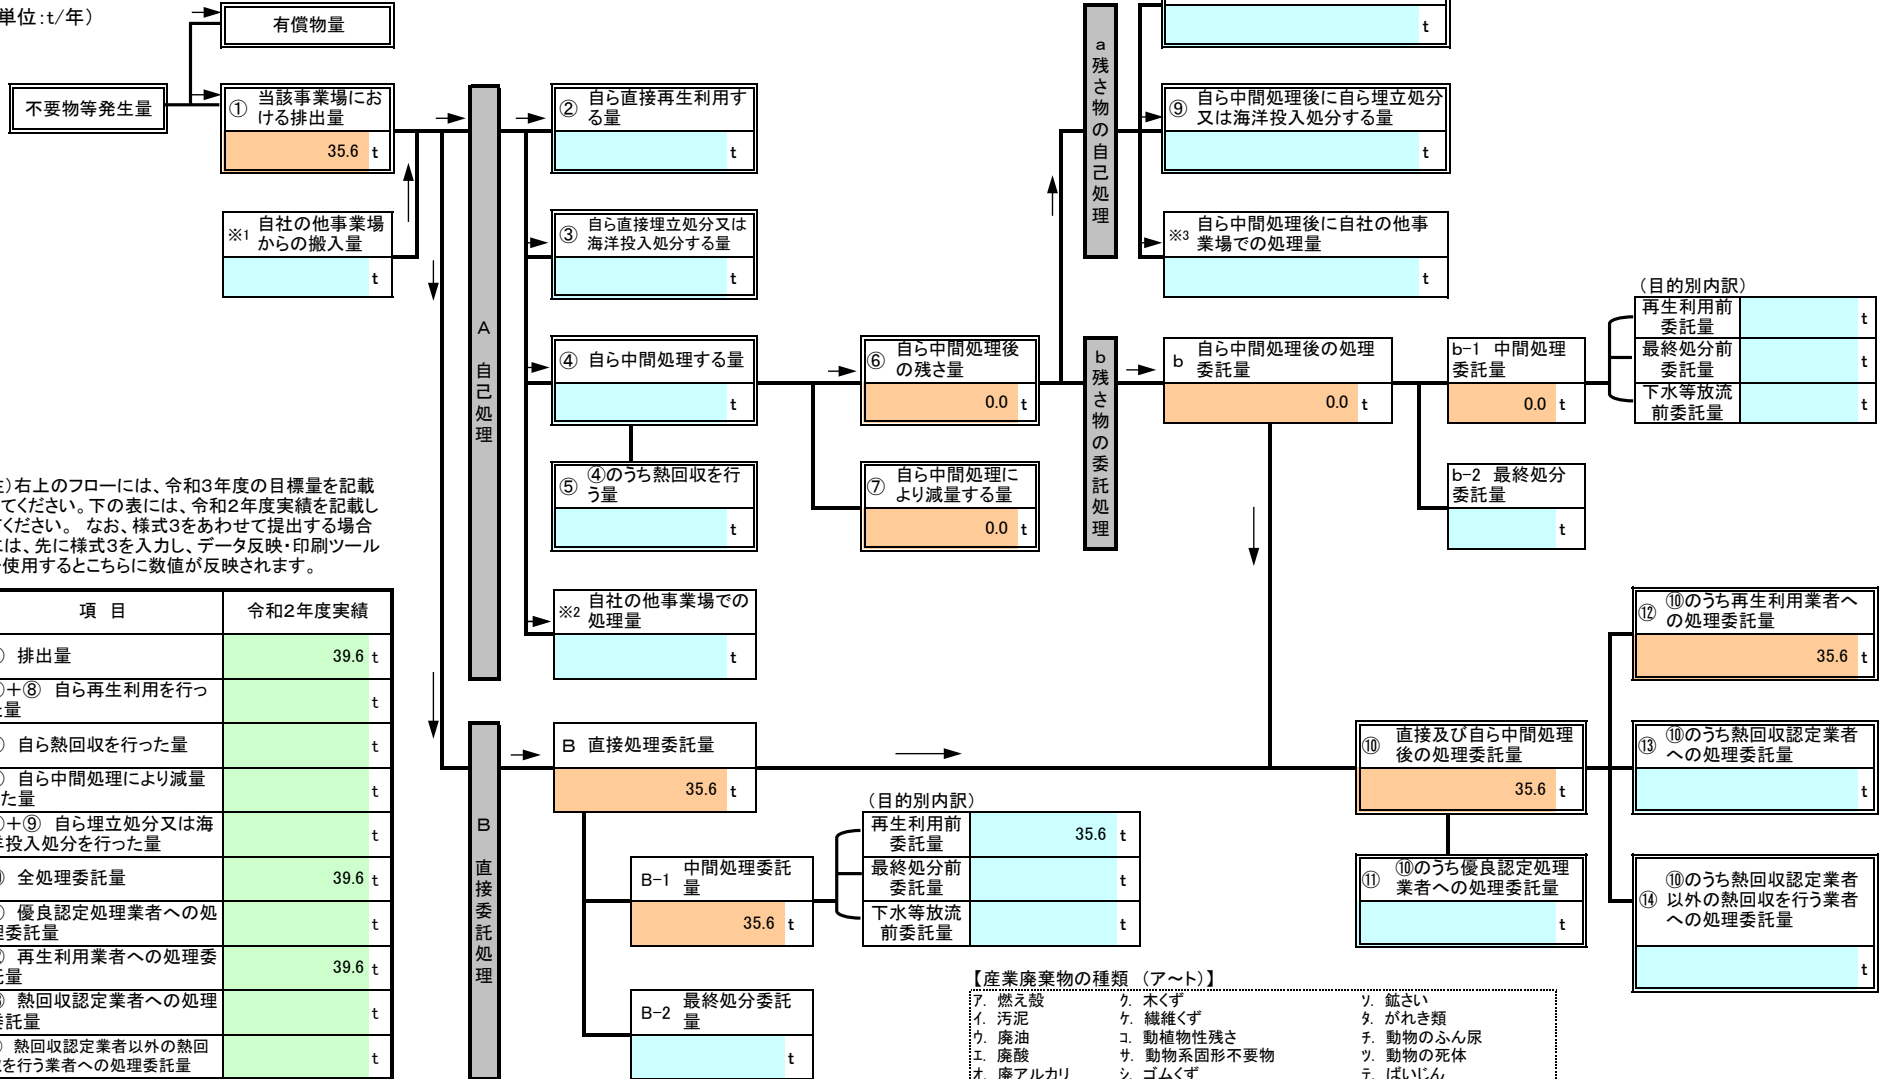 単位:t/年)
有償物量
不要物等発生量
① 当該事業場にお
ける排出量
35.6 t
※1 自社の他事業場
からの搬入量
t
A 自己処理
② 自ら直接再生利用す
る量
t
③ 自ら直接埋立処分又は
海洋投入処分する量
t
④ 自ら中間処理する量
t
⑤ ④のうち熱回収を行
う量
t
※2 自社の他事業場での
処理量
t
⑥ 自ら中間処理後
の残さ量
0.0 t
⑦ 自ら中間処理に
より減量する量
0.0 t
a 残さ物の自己処理
t
⑨ 自ら中間処理後に自ら埋立処分
又は海洋投入処分する量
t
※3 自ら中間処理後に自社の他事
業場での処理量
t
b 残さ物の委託処理
b 自ら中間処理後の処理
委託量
0.0 t
b-1 中間処理
委託量
0.0 t
b-2 最終処分
委託量
t
(目的別内訳)
再生利用前
委託量
t
最終処分前
委託量
t
下水等放流
前委託量
t
)右上のフローには、令和3年度の目標量を記載
てください。下の表には、令和2年度実績を記載し
ください。 なお、様式3をあわせて提出する場合
は、先に様式3を入力し、データ反映・印刷ツール
使用するとこちらに数値が反映されます。
項 目 令和2年度実績
) 排出量 39.6 t
)+⑧ 自ら再生利用を行っ
量 t
) 自ら熱回収を行った量 t
) 自ら中間処理により減量
た量 t
)+⑨ 自ら埋立処分又は海
投入処分を行った量 t
) 全処理委託量 39.6 t
) 優良認定処理業者への処
委託量 t
) 再生利用業者への処理委
量 39.6 t
) 熱回収認定業者への処理
託量 t
) 熱回収認定業者以外の熱回
を行う業者への処理委託量 t
B 直接委託処理
B 直接処理委託量
35.6 t
B-1 中間処理委託
量
35.6 t
B-2 最終処分委託
量
t
(目的別内訳)
再生利用前
委託量
35.6 t
最終処分前
委託量
t
下水等放流
前委託量
t
⑩ 直接及び自ら中間処理
後の処理委託量
35.6 t
⑪ ⑩のうち優良認定処理
業者への処理委託量
t
⑫ ⑩のうち再生利用業者へ
の処理委託量
35.6 t
⑬ ⑩のうち熱回収認定業者
への処理委託量
t
⑭ ⑩のうち熱回収認定業者
以外の熱回収を行う業者
への処理委託量
t
【産業廃棄物の種類 (ア~ト)】
ア. 燃え殻 ク. 木くず ソ. 鉱さい
イ. 汚泥 ケ. 繊維くず タ. がれき類
ウ. 廃油 コ. 動植物性残さ チ. 動物のふん尿
エ. 廃酸 サ. 動物系固形不要物 ツ. 動物の死体
オ. 廃アルカリ シ. ゴムくず テ. ばいじん